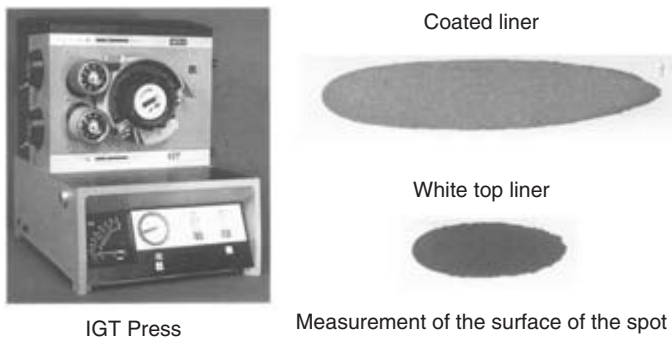 Coated liner
White top liner
IGT Press
Measurement of the surface of the spot